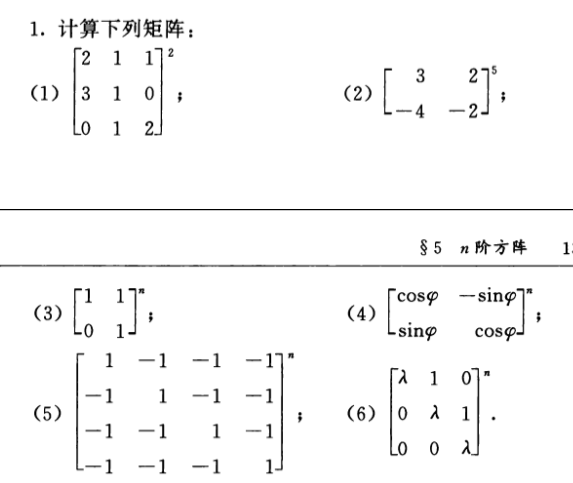 1. 计算下列矩阵:
(1) [2 1 1; 3 1 0; 0 1 2]²; (2) [3 2; -4 -2]⁵;
§5 n阶方阵
(3) [1 1; 0 1]ⁿ; (4) [cosφ -sinφ; sinφ cosφ]ⁿ;
(5) [1 -1 -1 -1; -1 1 -1 -1; -1 -1 1 -1; -1 -1 -1 1]ⁿ; (6) [λ 1 0; 0 λ 1; 0 0 λ]ⁿ.